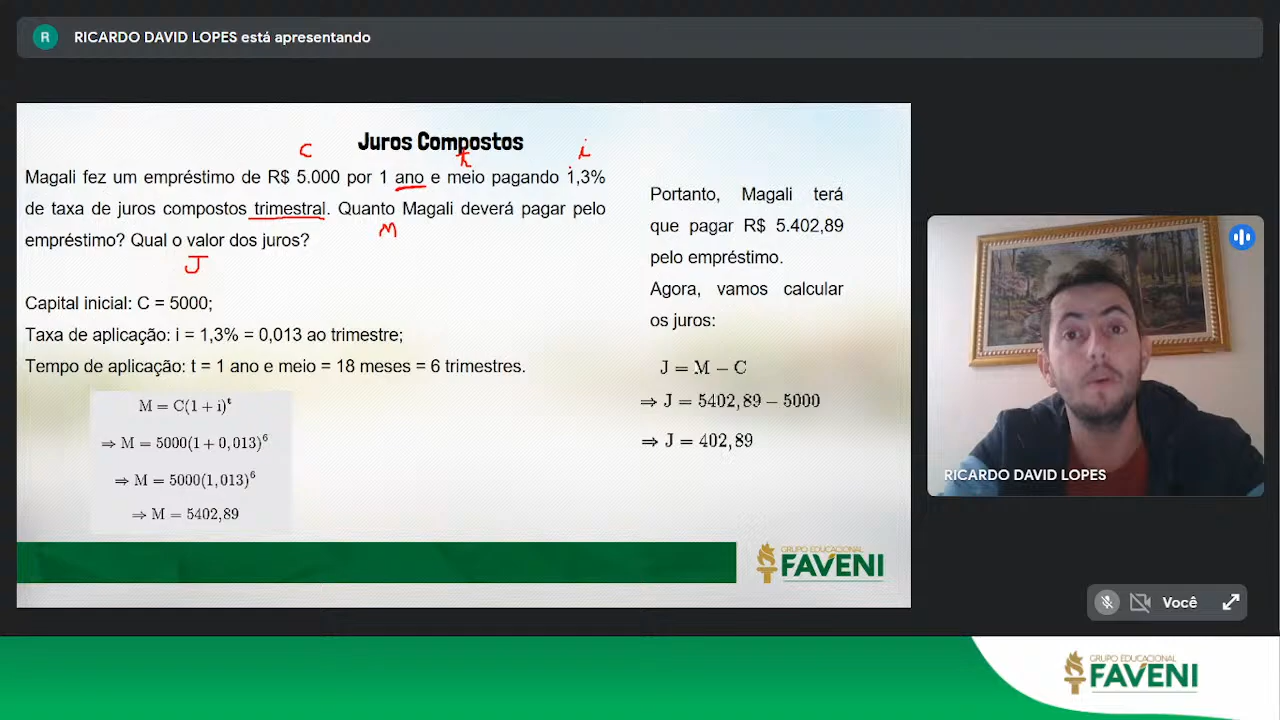 R
RICARDO DAVID LOPES está apresentando
Juros Compostos
C
t
i
Magali fez um empréstimo de R$ 5.000 por 1 ano e meio pagando 1,3%
de taxa de juros compostos trimestral. Quanto Magali deverá pagar pelo
M
empréstimo? Qual o valor dos juros?
J
Capital inicial: C = 5000;
Taxa de aplicação: i = 1,3% = 0,013 ao trimestre;
Tempo de aplicação: t = 1 ano e meio = 18 meses = 6 trimestres.
M = C(1 + i)^t
⇒ M = 5000(1 + 0, 013)^6
⇒ M = 5000(1, 013)^6
⇒ M = 5402,89
Portanto, Magali terá
que pagar R$ 5.402,89
pelo empréstimo.
Agora, vamos calcular
os juros:
J = M − C
⇒ J = 5402, 89 − 5000
⇒ J = 402, 89
GRUPO EDUCACIONAL
FAVENI
RICARDO DAVID LOPES
Você
GRUPO EDUCACIONAL
FAVENI